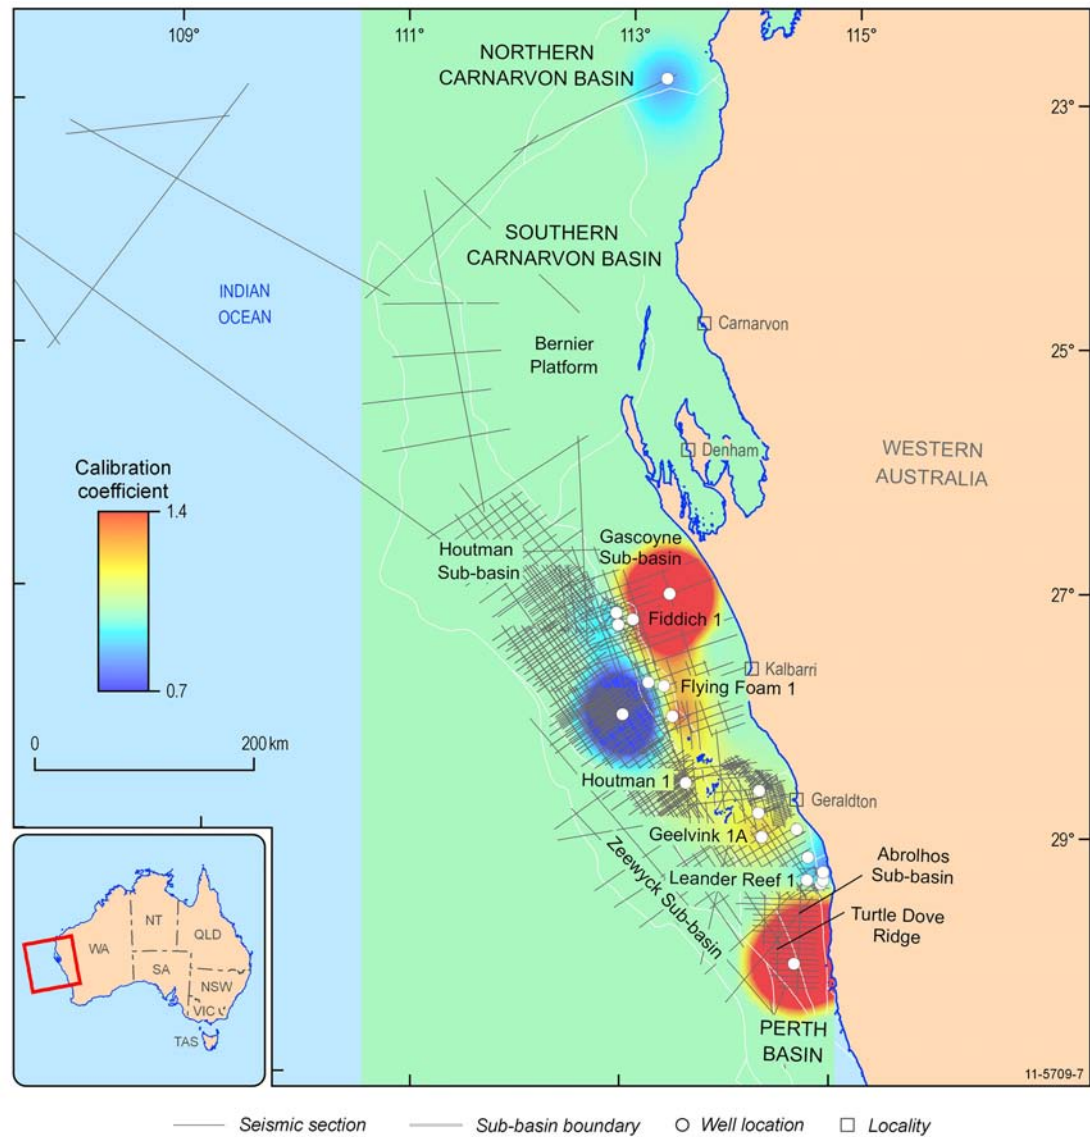 109°
111°
113°
115°
NORTHERN
CARNARVON BASIN
23°
SOUTHERN
CARNARVON BASIN
INDIAN
OCEAN
Carnarvon
Bernier
Platform
25°
Denham
WESTERN
AUSTRALIA
Calibration
coefficient
1.4
0.7
Houtman
Sub-basin
Gascoyne
Sub-basin
27°
Fiddich 1
Kalbarri
Flying Foam 1
0
200 km
Houtman 1
Geraldton
Geelvink 1A
29°
Zeewyck Sub-basin
Leander Reef 1
Abrolhos
Sub-basin
Turtle Dove
Ridge
PERTH
BASIN
NT
QLD
WA
SA
NSW
VIC
TAS
11-5709-7
Seismic section
Sub-basin boundary
Well location
Locality